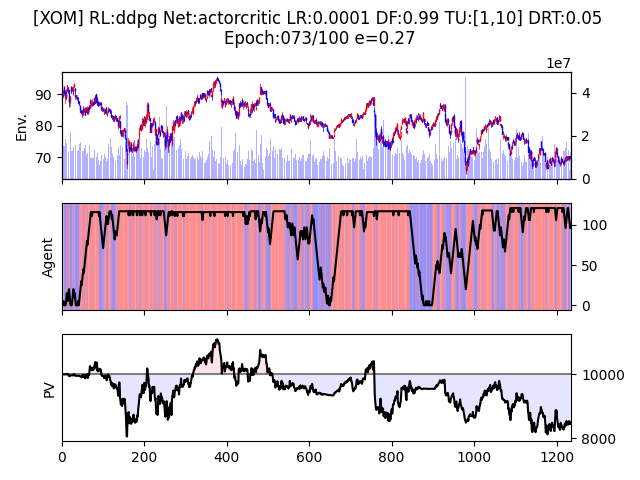 [XOM] RL:ddpg Net:actorcritic LR:0.0001 DF:0.99 TU:[1,10] DRT:0.05
Epoch:073/100 e=0.27
1e7
90
80
70
Env.
4
2
0
Agent
100
50
0
PV
10000
8000
0 200 400 600 800 1000 1200